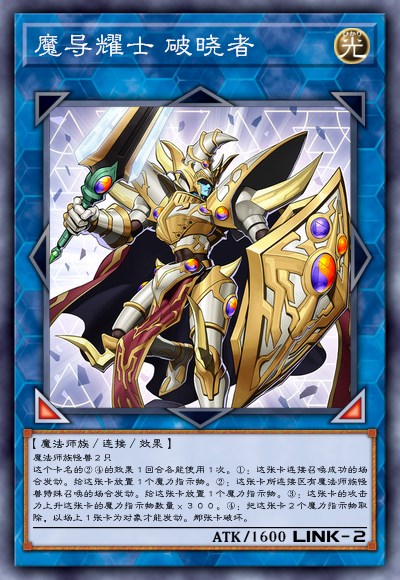 魔导耀士 破晓者
ひかり
光
【魔法师族／连接／效果】
魔法师族怪兽2只
这个卡名的②④的效果1回合各能使用1次。①：这张卡连接召唤成功的场
合发动。给这张卡放置1个魔力指示物。②：这张卡所连接区有魔法师族怪
兽特殊召唤的场合发动。给这张卡放置1个魔力指示物。③：这张卡的攻击
力上升这张卡的魔力指示物数量×300。④：把这张卡2个魔力指示物取
除，以场上1张卡为对象才能发动。那张卡破坏。
ATK/1600 LINK-2